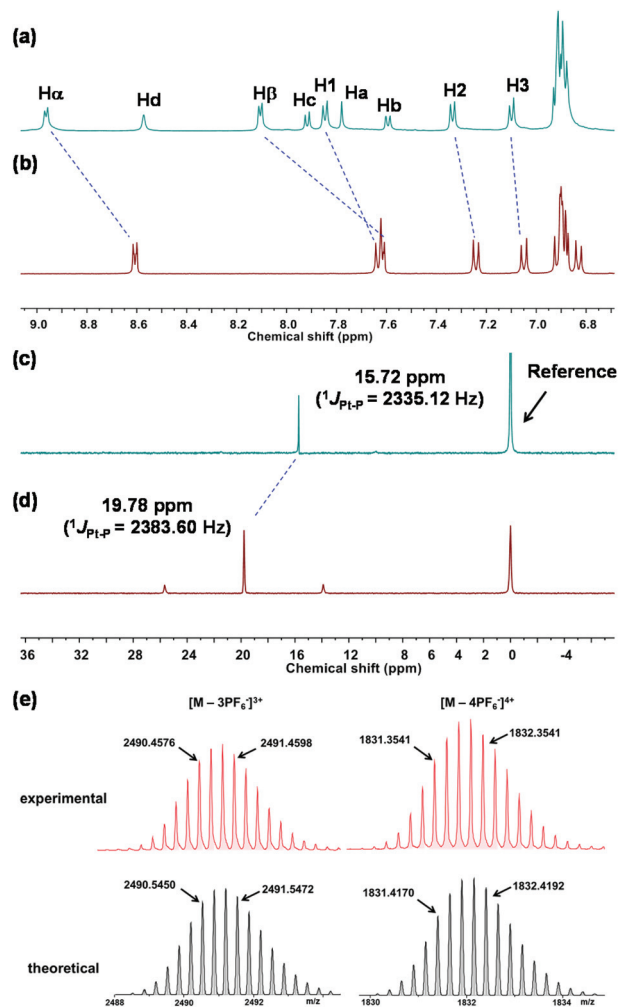 (a)
Hα
Hd
Hβ
Hc
H1
Ha
Hb
H2
H3
(b)
9.0 8.8 8.6 8.4 8.2 8.0 7.8 7.6 7.4 7.2 7.0 6.8
Chemical shift (ppm)
(c)
15.72 ppm
(¹J_Pt-P = 2335.12 Hz)
Reference
(d)
19.78 ppm
(¹J_Pt-P = 2383.60 Hz)
36 32 28 24 20 16 12 8 4 0 -4
Chemical shift (ppm)
(e)
[M – 3PF₆⁻]³⁺ [M – 4PF₆⁻]⁴⁺
2490.4576 2491.4598 1831.3541 1832.3541
experimental
2490.5450 2491.5472 1831.4170 1832.4192
theoretical
2488 2490 2492 m/z 1830 1832 m/z 1834